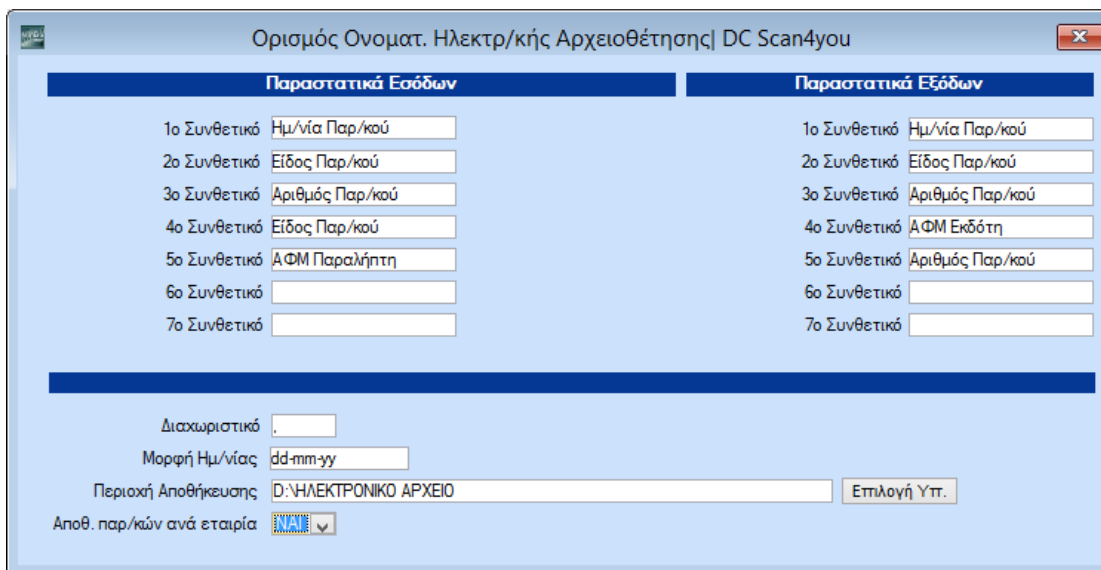 Ορισμός Ονοματ. Ηλεκτρ/κής Αρχειοθέτησης| DC Scan4you
Παραστατικά Εσόδων
1ο Συνθετικό Ημ/νία Παρ/κού
2ο Συνθετικό Είδος Παρ/κού
3ο Συνθετικό Αριθμός Παρ/κού
4ο Συνθετικό Είδος Παρ/κού
5ο Συνθετικό ΑΦΜ Παραλήπτη
6ο Συνθετικό
7ο Συνθετικό
Παραστατικά Εξόδων
1ο Συνθετικό Ημ/νία Παρ/κού
2ο Συνθετικό Είδος Παρ/κού
3ο Συνθετικό Αριθμός Παρ/κού
4ο Συνθετικό ΑΦΜ Εκδότη
5ο Συνθετικό Αριθμός Παρ/κού
6ο Συνθετικό
7ο Συνθετικό
Διαχωριστικό .
Μορφή Ημ/νίας dd-mm-yy
Περιοχή Αποθήκευσης D:\ΗΛΕΚΤΡΟΝΙΚΟ ΑΡΧΕΙΟ Επιλογή Υπ.
Αποθ. παρ/κών ανά εταιρία ΝΑΙ